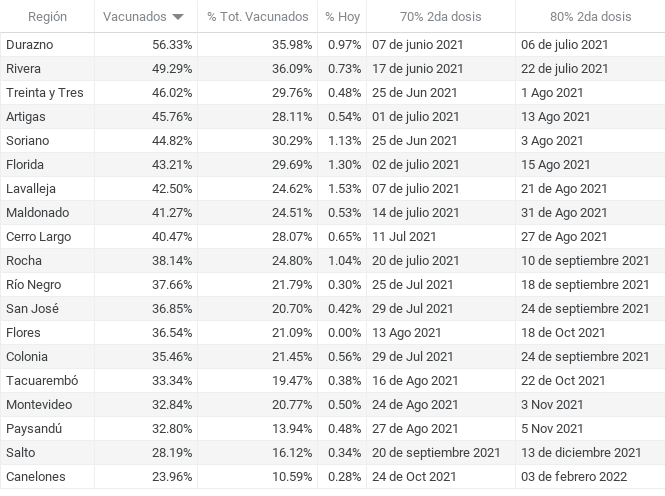 Región Vacunados % Tot. Vacunados % Hoy 70% 2da dosis 80% 2da dosis
Durazno 56.33% 35.98% 0.97% 07 de junio 2021 06 de julio 2021
Rivera 49.29% 36.09% 0.73% 17 de junio 2021 22 de julio 2021
Treinta y Tres 46.02% 29.76% 0.48% 25 de Jun 2021 1 Ago 2021
Artigas 45.76% 28.11% 0.54% 01 de julio 2021 13 Ago 2021
Soriano 44.82% 30.29% 1.13% 25 de Jun 2021 3 Ago 2021
Florida 43.21% 29.69% 1.30% 02 de julio 2021 15 Ago 2021
Lavalleja 42.50% 24.62% 1.53% 07 de julio 2021 21 de Ago 2021
Maldonado 41.27% 24.51% 0.53% 14 de julio 2021 31 de Ago 2021
Cerro Largo 40.47% 28.07% 0.65% 11 Jul 2021 27 de Ago 2021
Rocha 38.14% 24.80% 1.04% 20 de julio 2021 10 de septiembre 2021
Río Negro 37.66% 21.79% 0.30% 25 de Jul 2021 18 de septiembre 2021
San José 36.85% 20.70% 0.42% 29 de Jul 2021 24 de septiembre 2021
Flores 36.54% 21.09% 0.00% 13 Ago 2021 18 de Oct 2021
Colonia 35.46% 21.45% 0.56% 29 de Jul 2021 24 de septiembre 2021
Tacuarembó 33.34% 19.47% 0.38% 16 de Ago 2021 22 de Oct 2021
Montevideo 32.84% 20.77% 0.50% 24 de Ago 2021 3 Nov 2021
Paysandú 32.80% 13.94% 0.48% 27 de Ago 2021 5 Nov 2021
Salto 28.19% 16.12% 0.34% 20 de septiembre 2021 13 de diciembre 2021
Canelones 23.96% 10.59% 0.28% 24 de Oct 2021 03 de febrero 2022